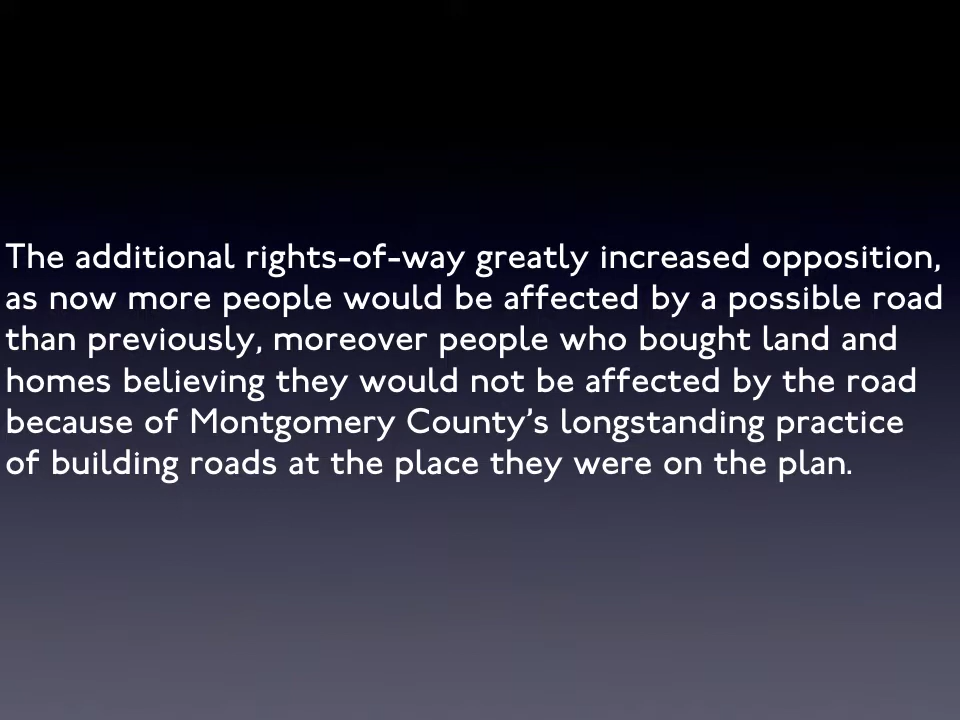 The additional rights-of-way greatly increased opposition,
as now more people would be affected by a possible road
than previously, moreover people who bought land and
homes believing they would not be affected by the road
because of Montgomery County’s longstanding practice
of building roads at the place they were on the plan.